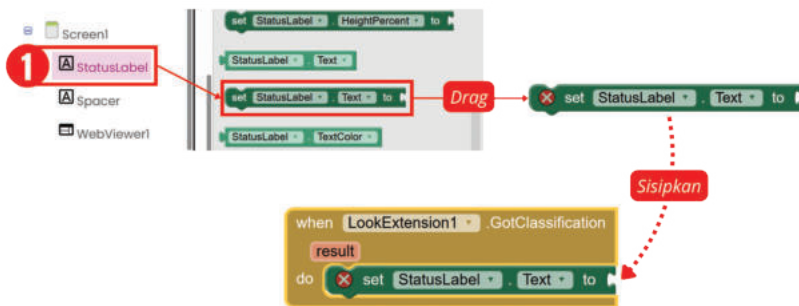 Screen1
1
A StatusLabel
A Spacer
WebViewer1
set StatusLabel . HeightPercent to
StatusLabel . Text
set StatusLabel . Text to
StatusLabel . TextColor
Drag
set StatusLabel . Text to
Sisipkan
when LookExtension1 .GotClassification
result
do set StatusLabel . Text to